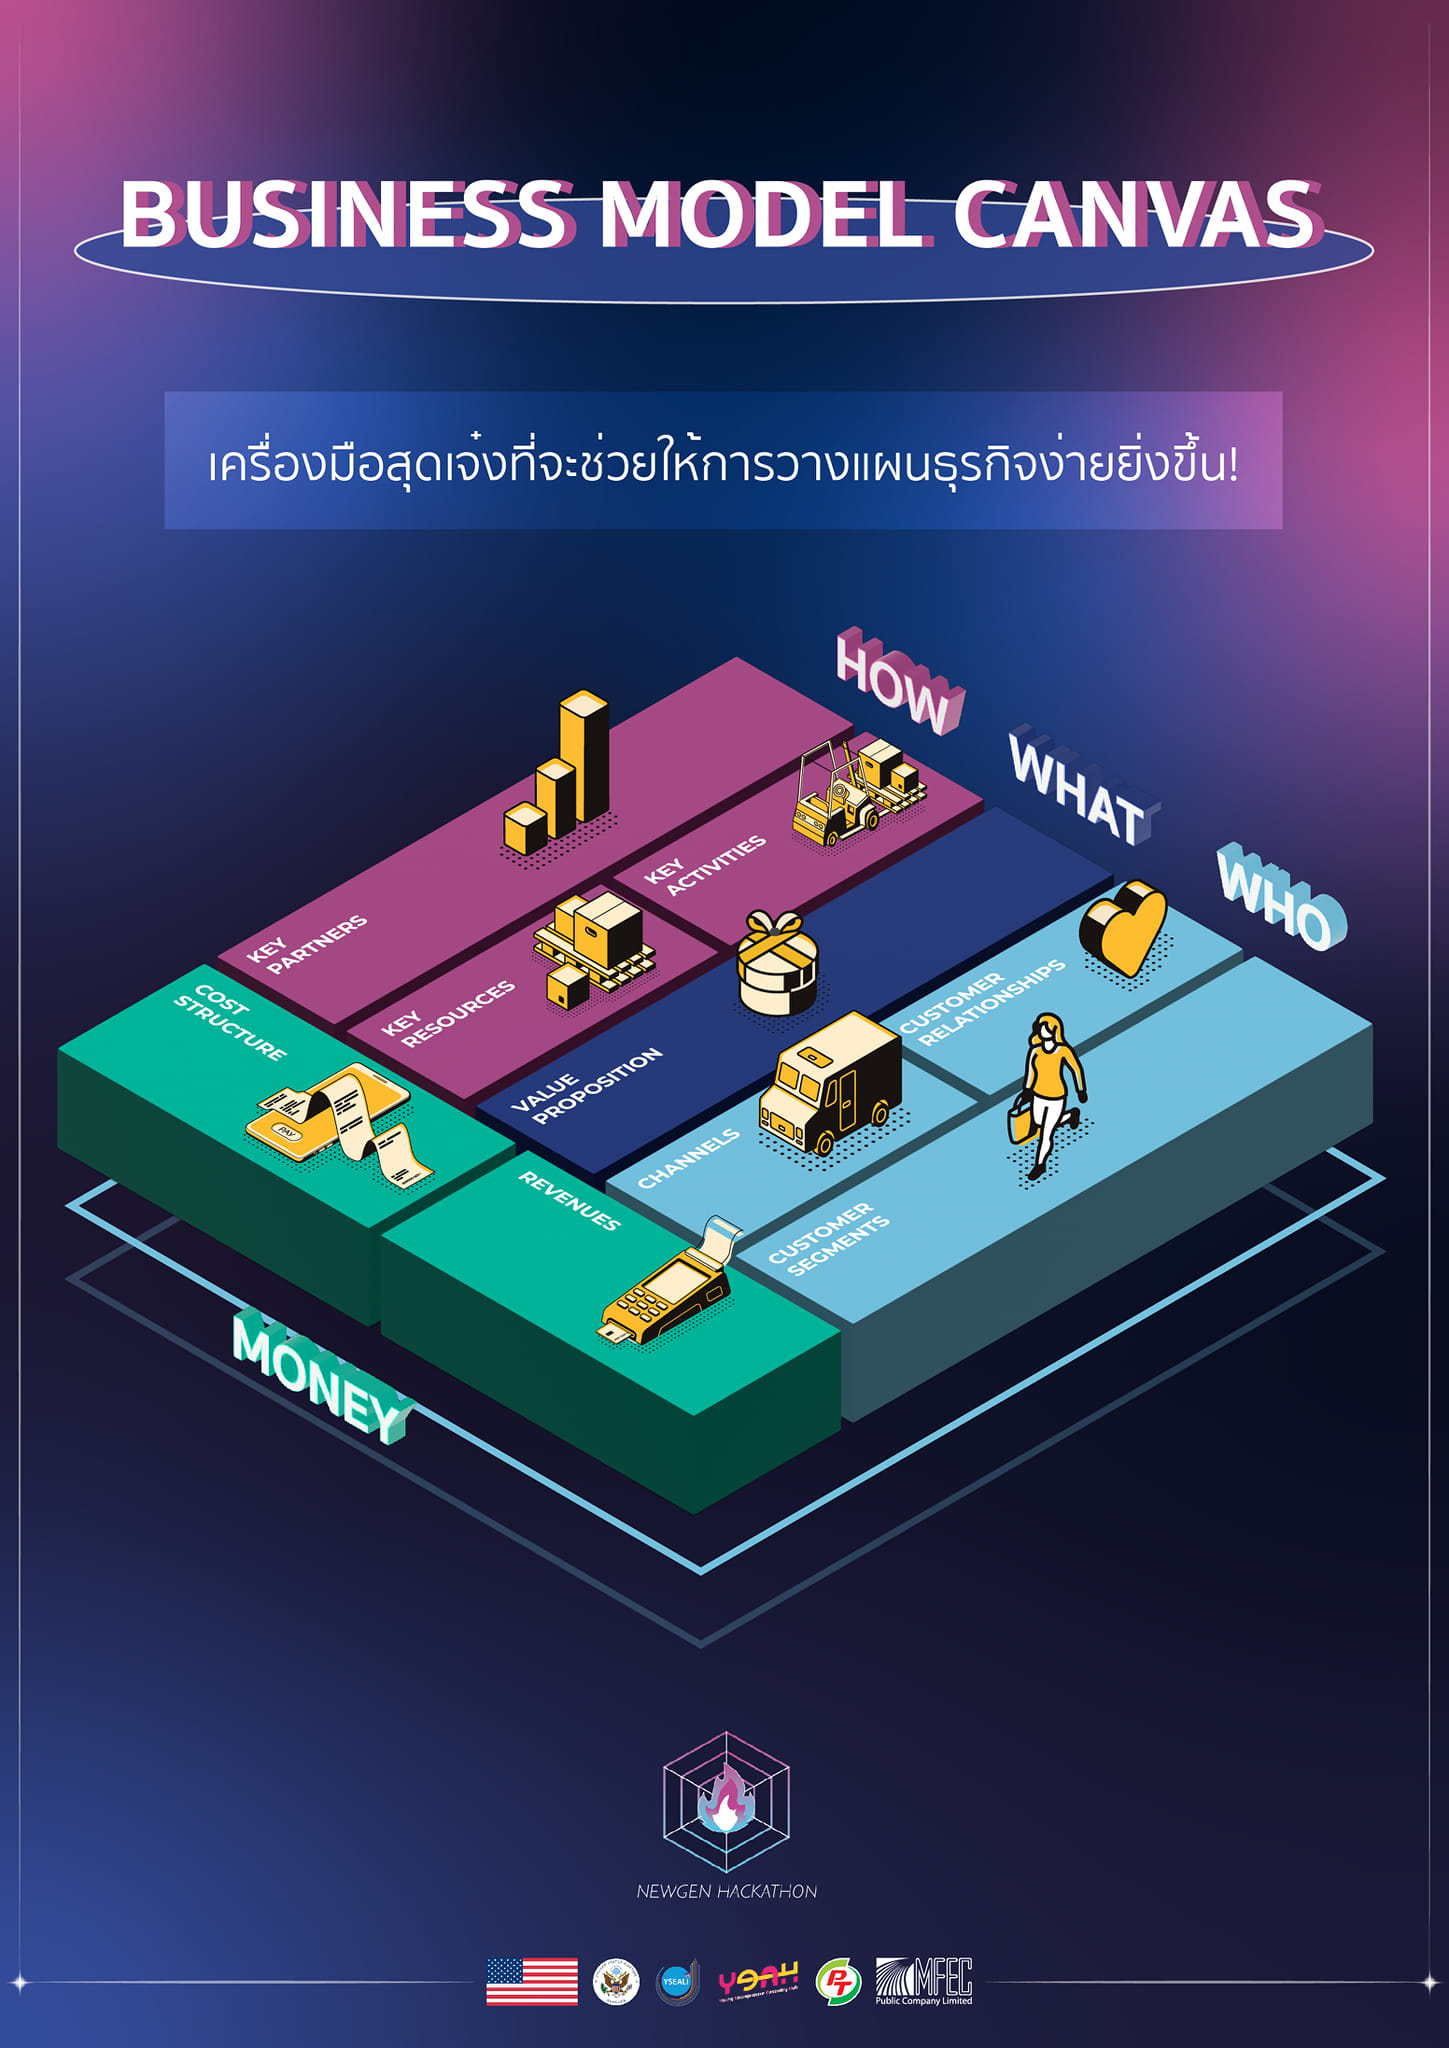 BUSINESS MODEL CANVAS
เครื่องมือสุดเจ๋งที่จะช่วยให้การวางแผนธุรกิจง่ายยิ่งขึ้น!
HOW
WHAT
WHO
KEY
PARTNERS
KEY
ACTIVITIES
KEY
RESOURCES
VALUE
PROPOSITION
CUSTOMER
RELATIONSHIPS
CHANNELS
CUSTOMER
SEGMENTS
COST
STRUCTURE
PAY
REVENUES
MONEY
NEWGEN HACKATHON
YSEALI
PT
MFEC
Public Company Limited